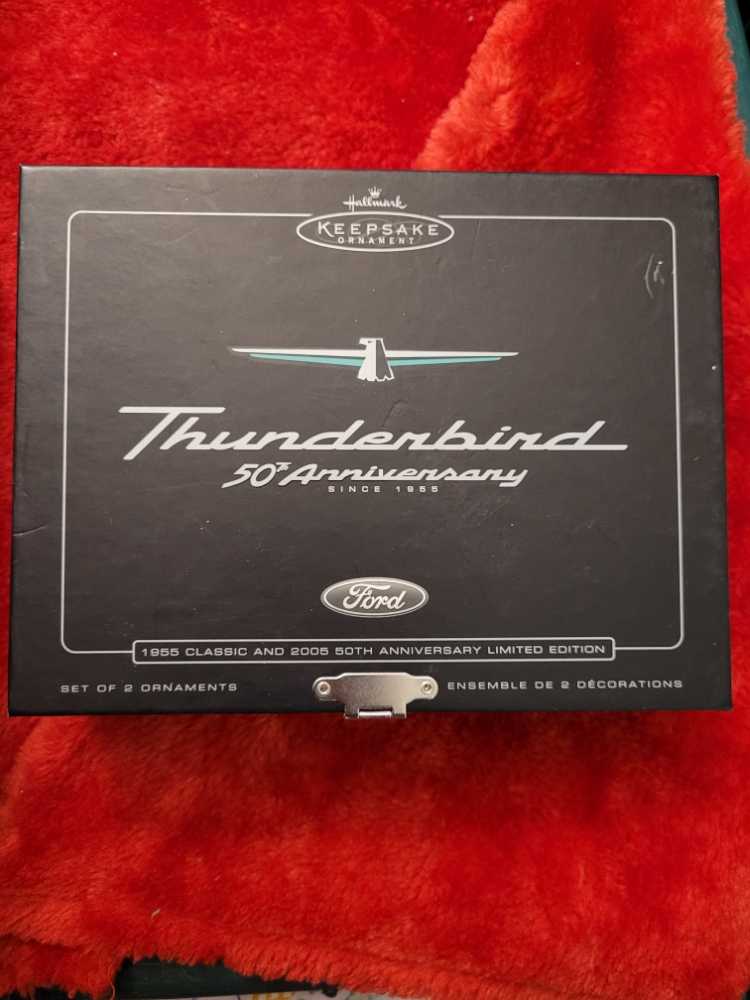 Hallmark
KEEPSAKE
ORNAMENT
Thunderbird
50th Anniversary
SINCE 1955
Ford
1955 CLASSIC AND 2005 50TH ANNIVERSARY LIMITED EDITION
SET OF 2 ORNAMENTS
ENSEMBLE DE 2 DÉCORATIONS